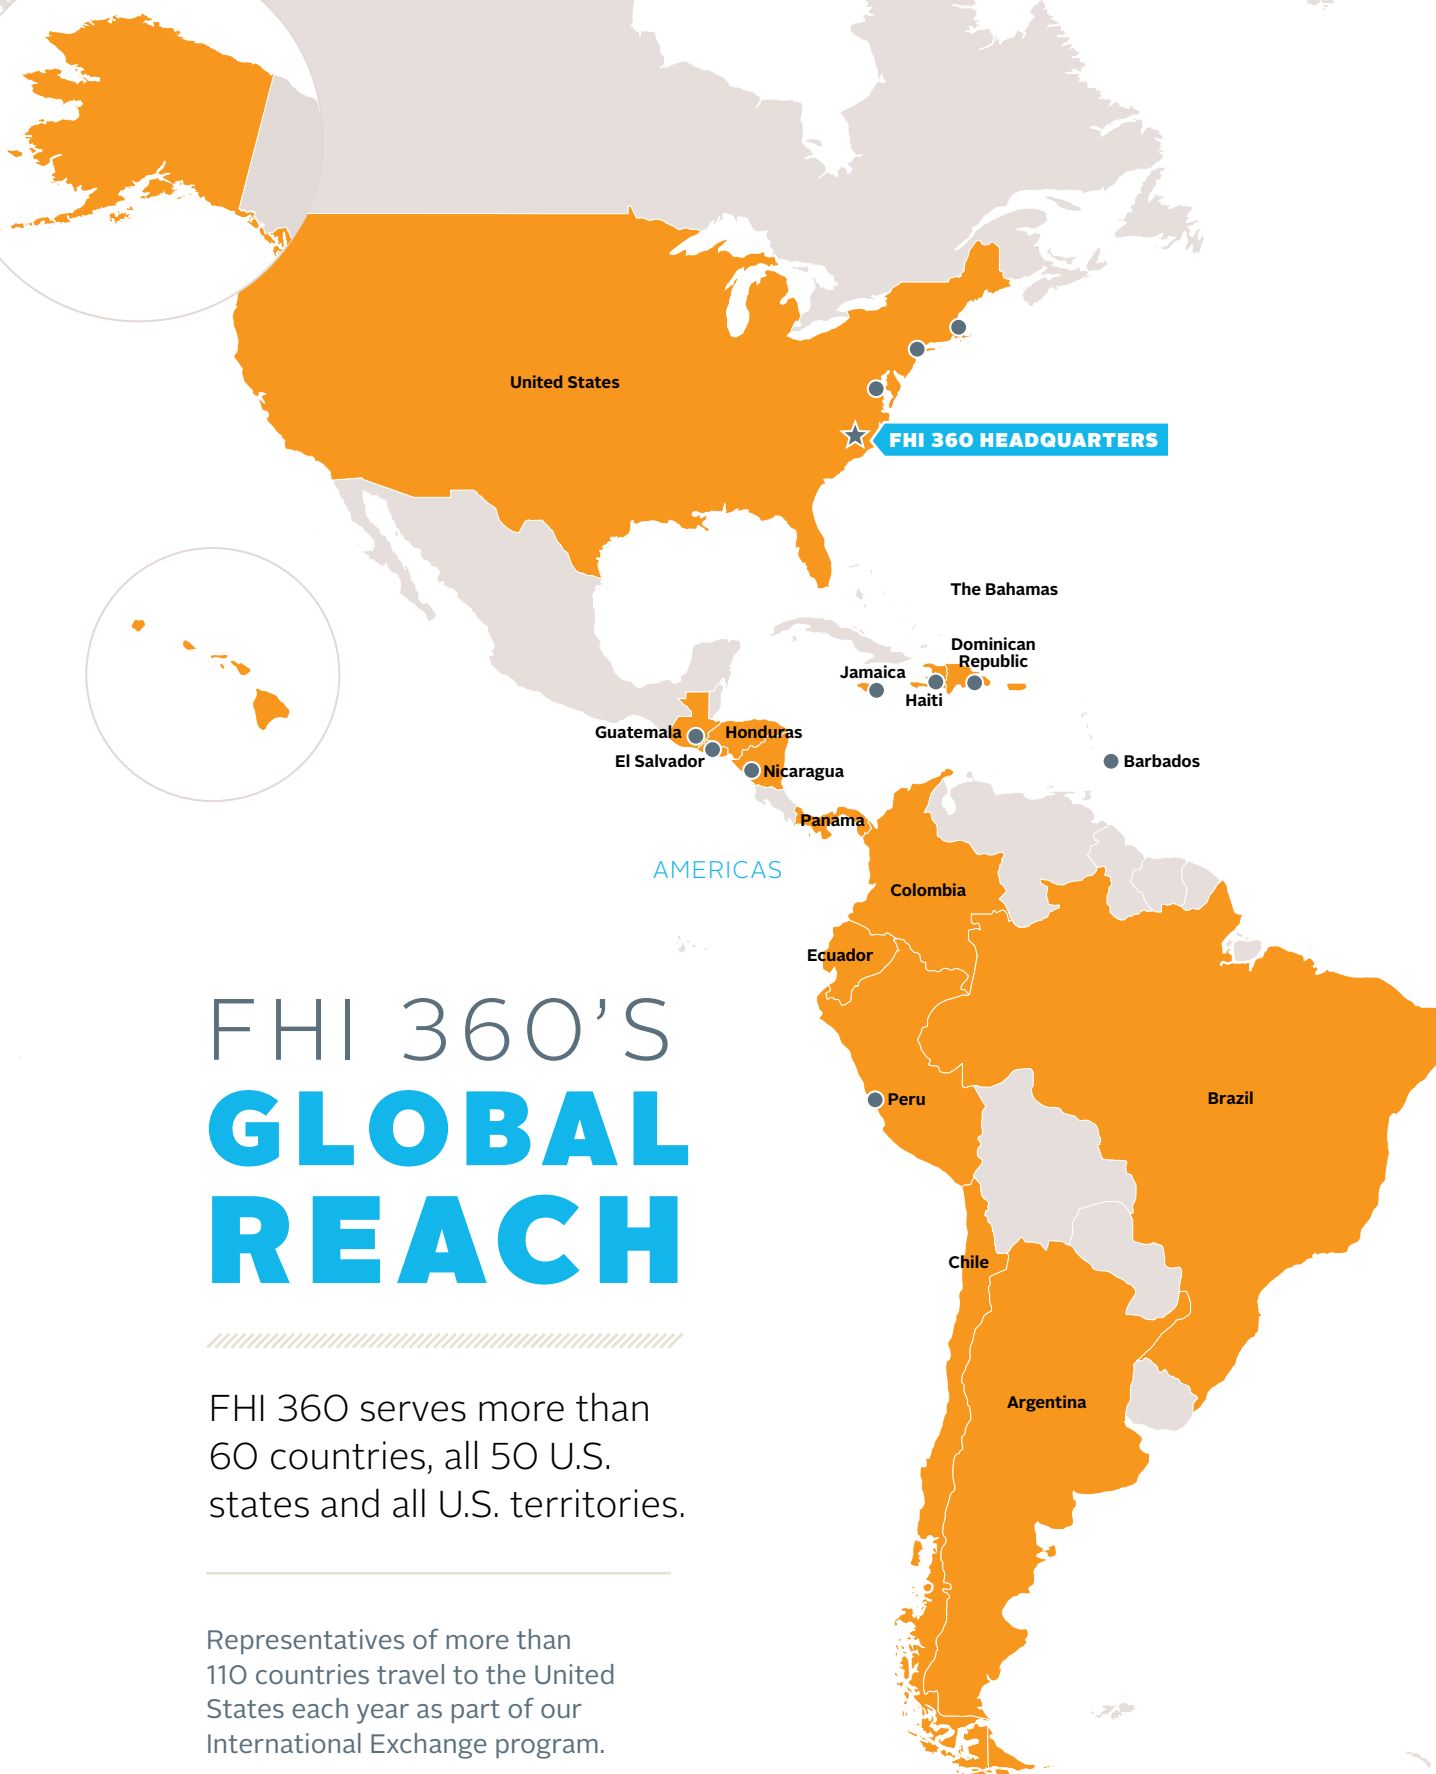 United States
FHI 360 HEADQUARTERS
The Bahamas
Dominican
Republic
Jamaica
Haiti
Guatemala
Honduras
El Salvador
Nicaragua
Barbados
Panama
AMERICAS
Colombia
Ecuador
FHI 360'S
GLOBAL
REACH
Peru
Brazil
Chile
Argentina
FHI 360 serves more than
60 countries, all 50 U.S.
states and all U.S. territories.
Representatives of more than
110 countries travel to the United
States each year as part of our
International Exchange program.